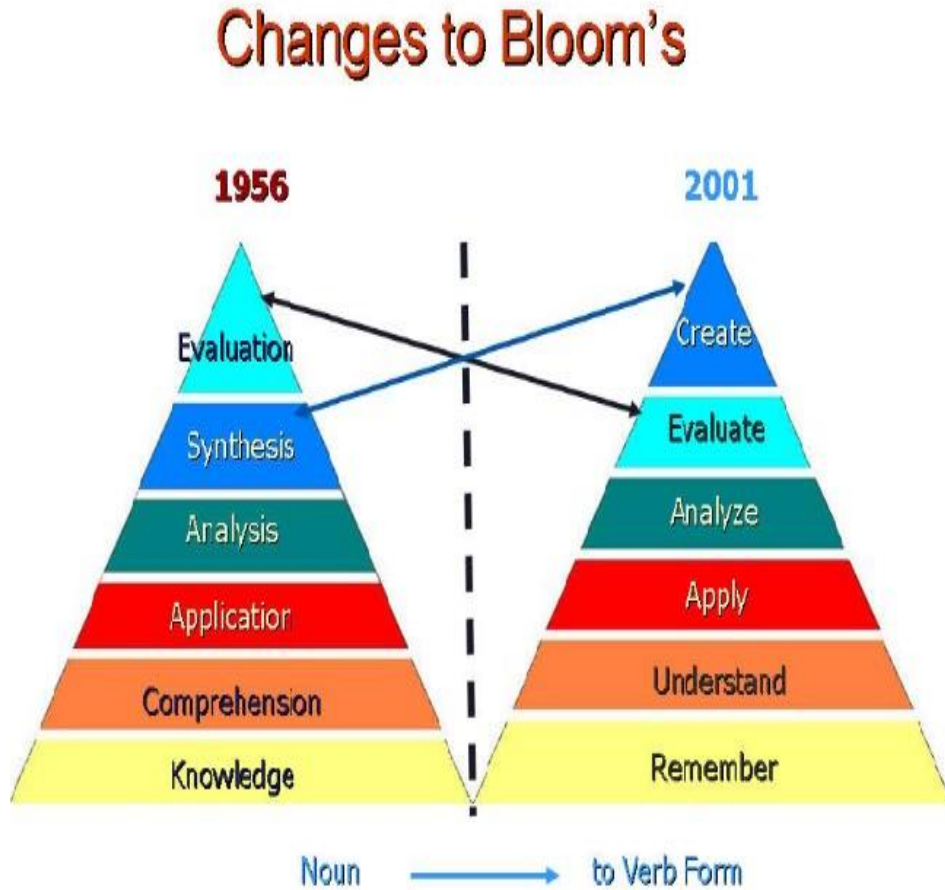 Changes to Bloom's
1956
2001
Evaluation
Synthesis
Analysis
Application
Comprehension
Knowledge
Create
Evaluate
Analyze
Apply
Understand
Remember
Noun to Verb Form